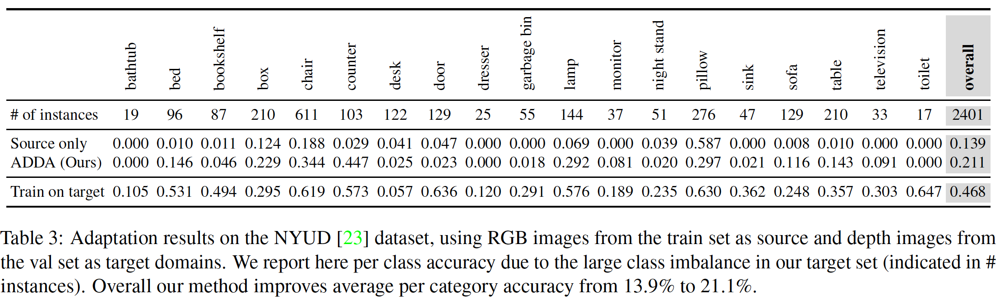 bathtub bed bookshelf box chair counter desk door dresser garbage bin lamp monitor night stand pillow sink sofa table television toilet overall
# of instances 19 96 87 210 611 103 122 129 25 55 144 37 51 276 47 129 210 33 17 2401
Source only 0.000 0.010 0.011 0.124 0.188 0.029 0.041 0.047 0.000 0.000 0.069 0.000 0.039 0.587 0.000 0.008 0.010 0.000 0.000 0.139
ADDA (Ours) 0.000 0.146 0.046 0.229 0.344 0.447 0.025 0.023 0.000 0.018 0.292 0.081 0.020 0.297 0.021 0.116 0.143 0.091 0.000 0.211
Train on target 0.105 0.531 0.494 0.295 0.619 0.573 0.057 0.636 0.120 0.291 0.576 0.189 0.235 0.630 0.362 0.248 0.357 0.303 0.647 0.468
Table 3: Adaptation results on the NYUD [23] dataset, using RGB images from the train set as source and depth images from
the val set as target domains. We report here per class accuracy due to the large class imbalance in our target set (indicated in #
instances). Overall our method improves average per category accuracy from 13.9% to 21.1%.